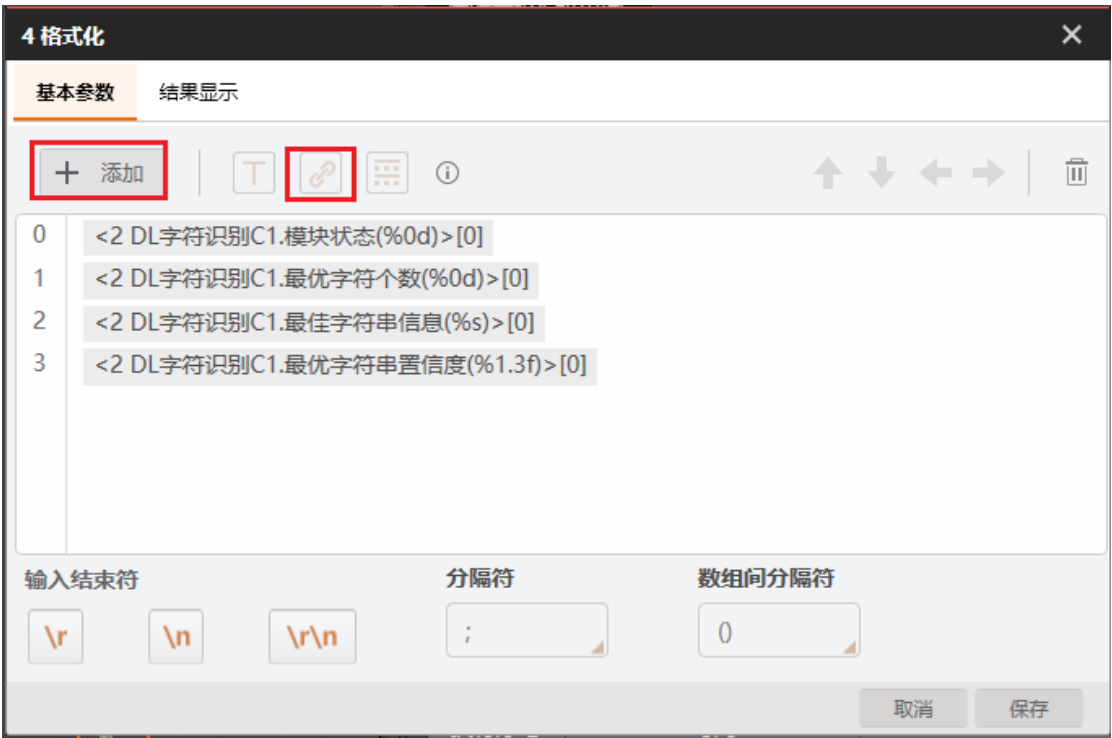 4 格式化
基本参数 结果显示
添加
0 <2 DL字符识别C1.模块状态(%0d)>[0]
1 <2 DL字符识别C1.最优字符个数(%0d)>[0]
2 <2 DL字符识别C1.最佳字符串信息(%s)>[0]
3 <2 DL字符识别C1.最优字符串置信度(%1.3f)>[0]
输入结束符 分隔符 数组间分隔符
\r \n \r\n ; ()
取消 保存